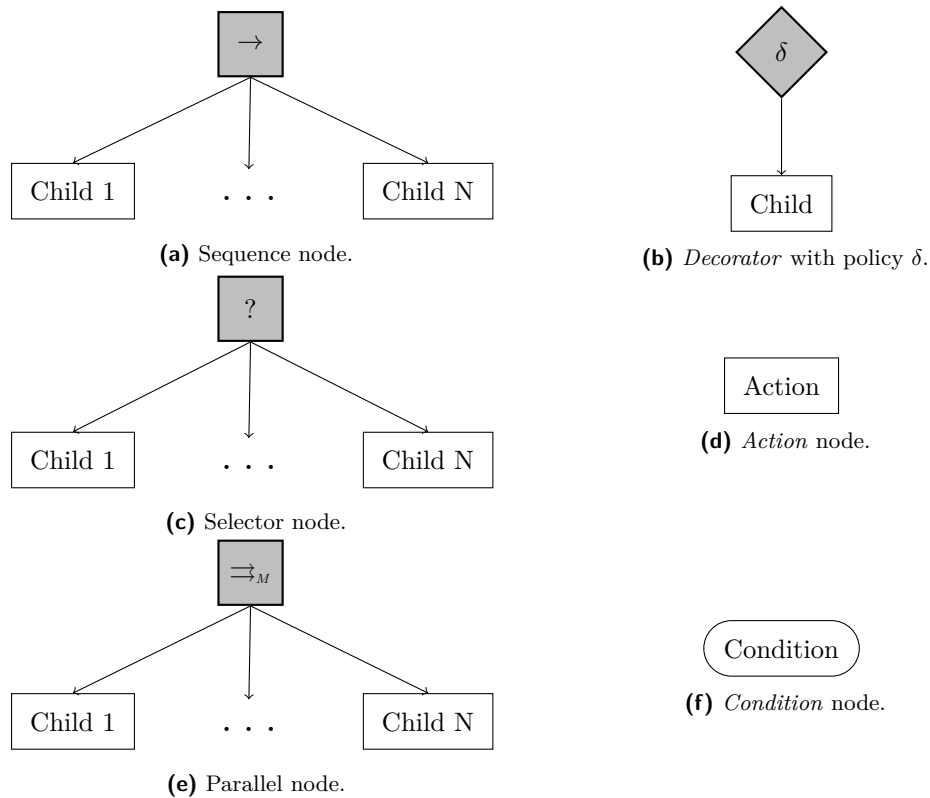 →
Child 1 . . . Child N
(a) Sequence node.
δ
Child
(b) Decorator with policy δ.
?
Child 1 . . . Child N
(c) Selector node.
Action
(d) Action node.
⇉M
Child 1 . . . Child N
(e) Parallel node.
Condition
(f) Condition node.